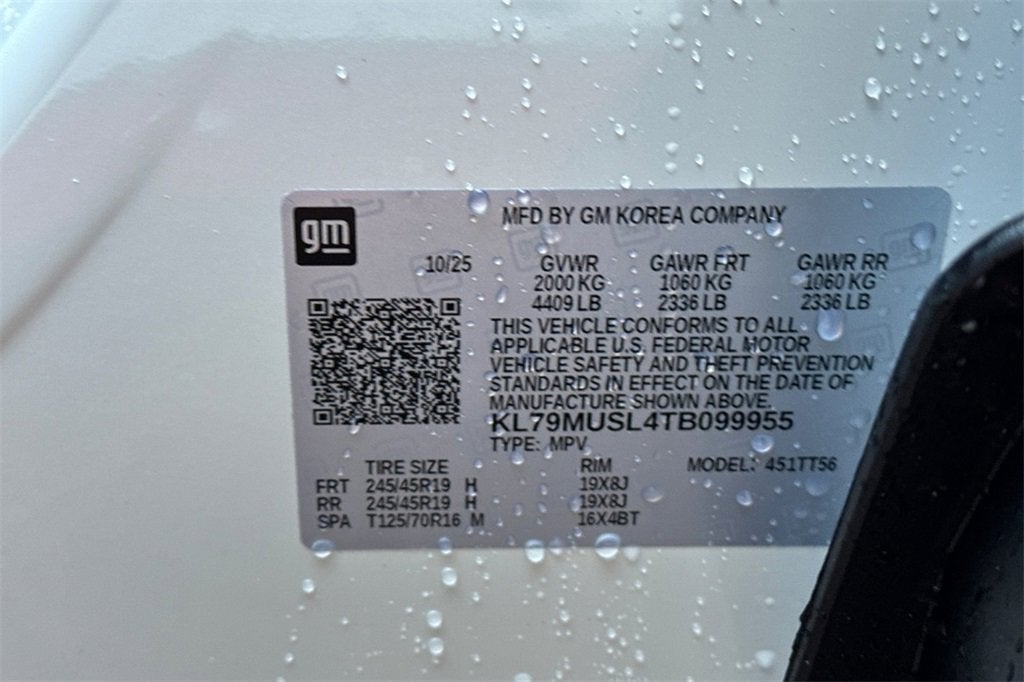 gm
MFD BY GM KOREA COMPANY
10/25 GVWR GAWR FRT GAWR RR
2000 KG 1060 KG 1060 KG
4409 LB 2336 LB 2336 LB
THIS VEHICLE CONFORMS TO ALL
APPLICABLE U.S. FEDERAL MOTOR
VEHICLE SAFETY AND THEFT PREVENTION
STANDARDS IN EFFECT ON THE DATE OF
MANUFACTURE SHOWN ABOVE.
KL79MUSL4TB099955
TYPE: MPV
TIRE SIZE RIM MODEL: 451TT56
FRT 245/45R19 H 19X8J
RR 245/45R19 H 19X8J
SPA T125/70R16 M 16X4BT